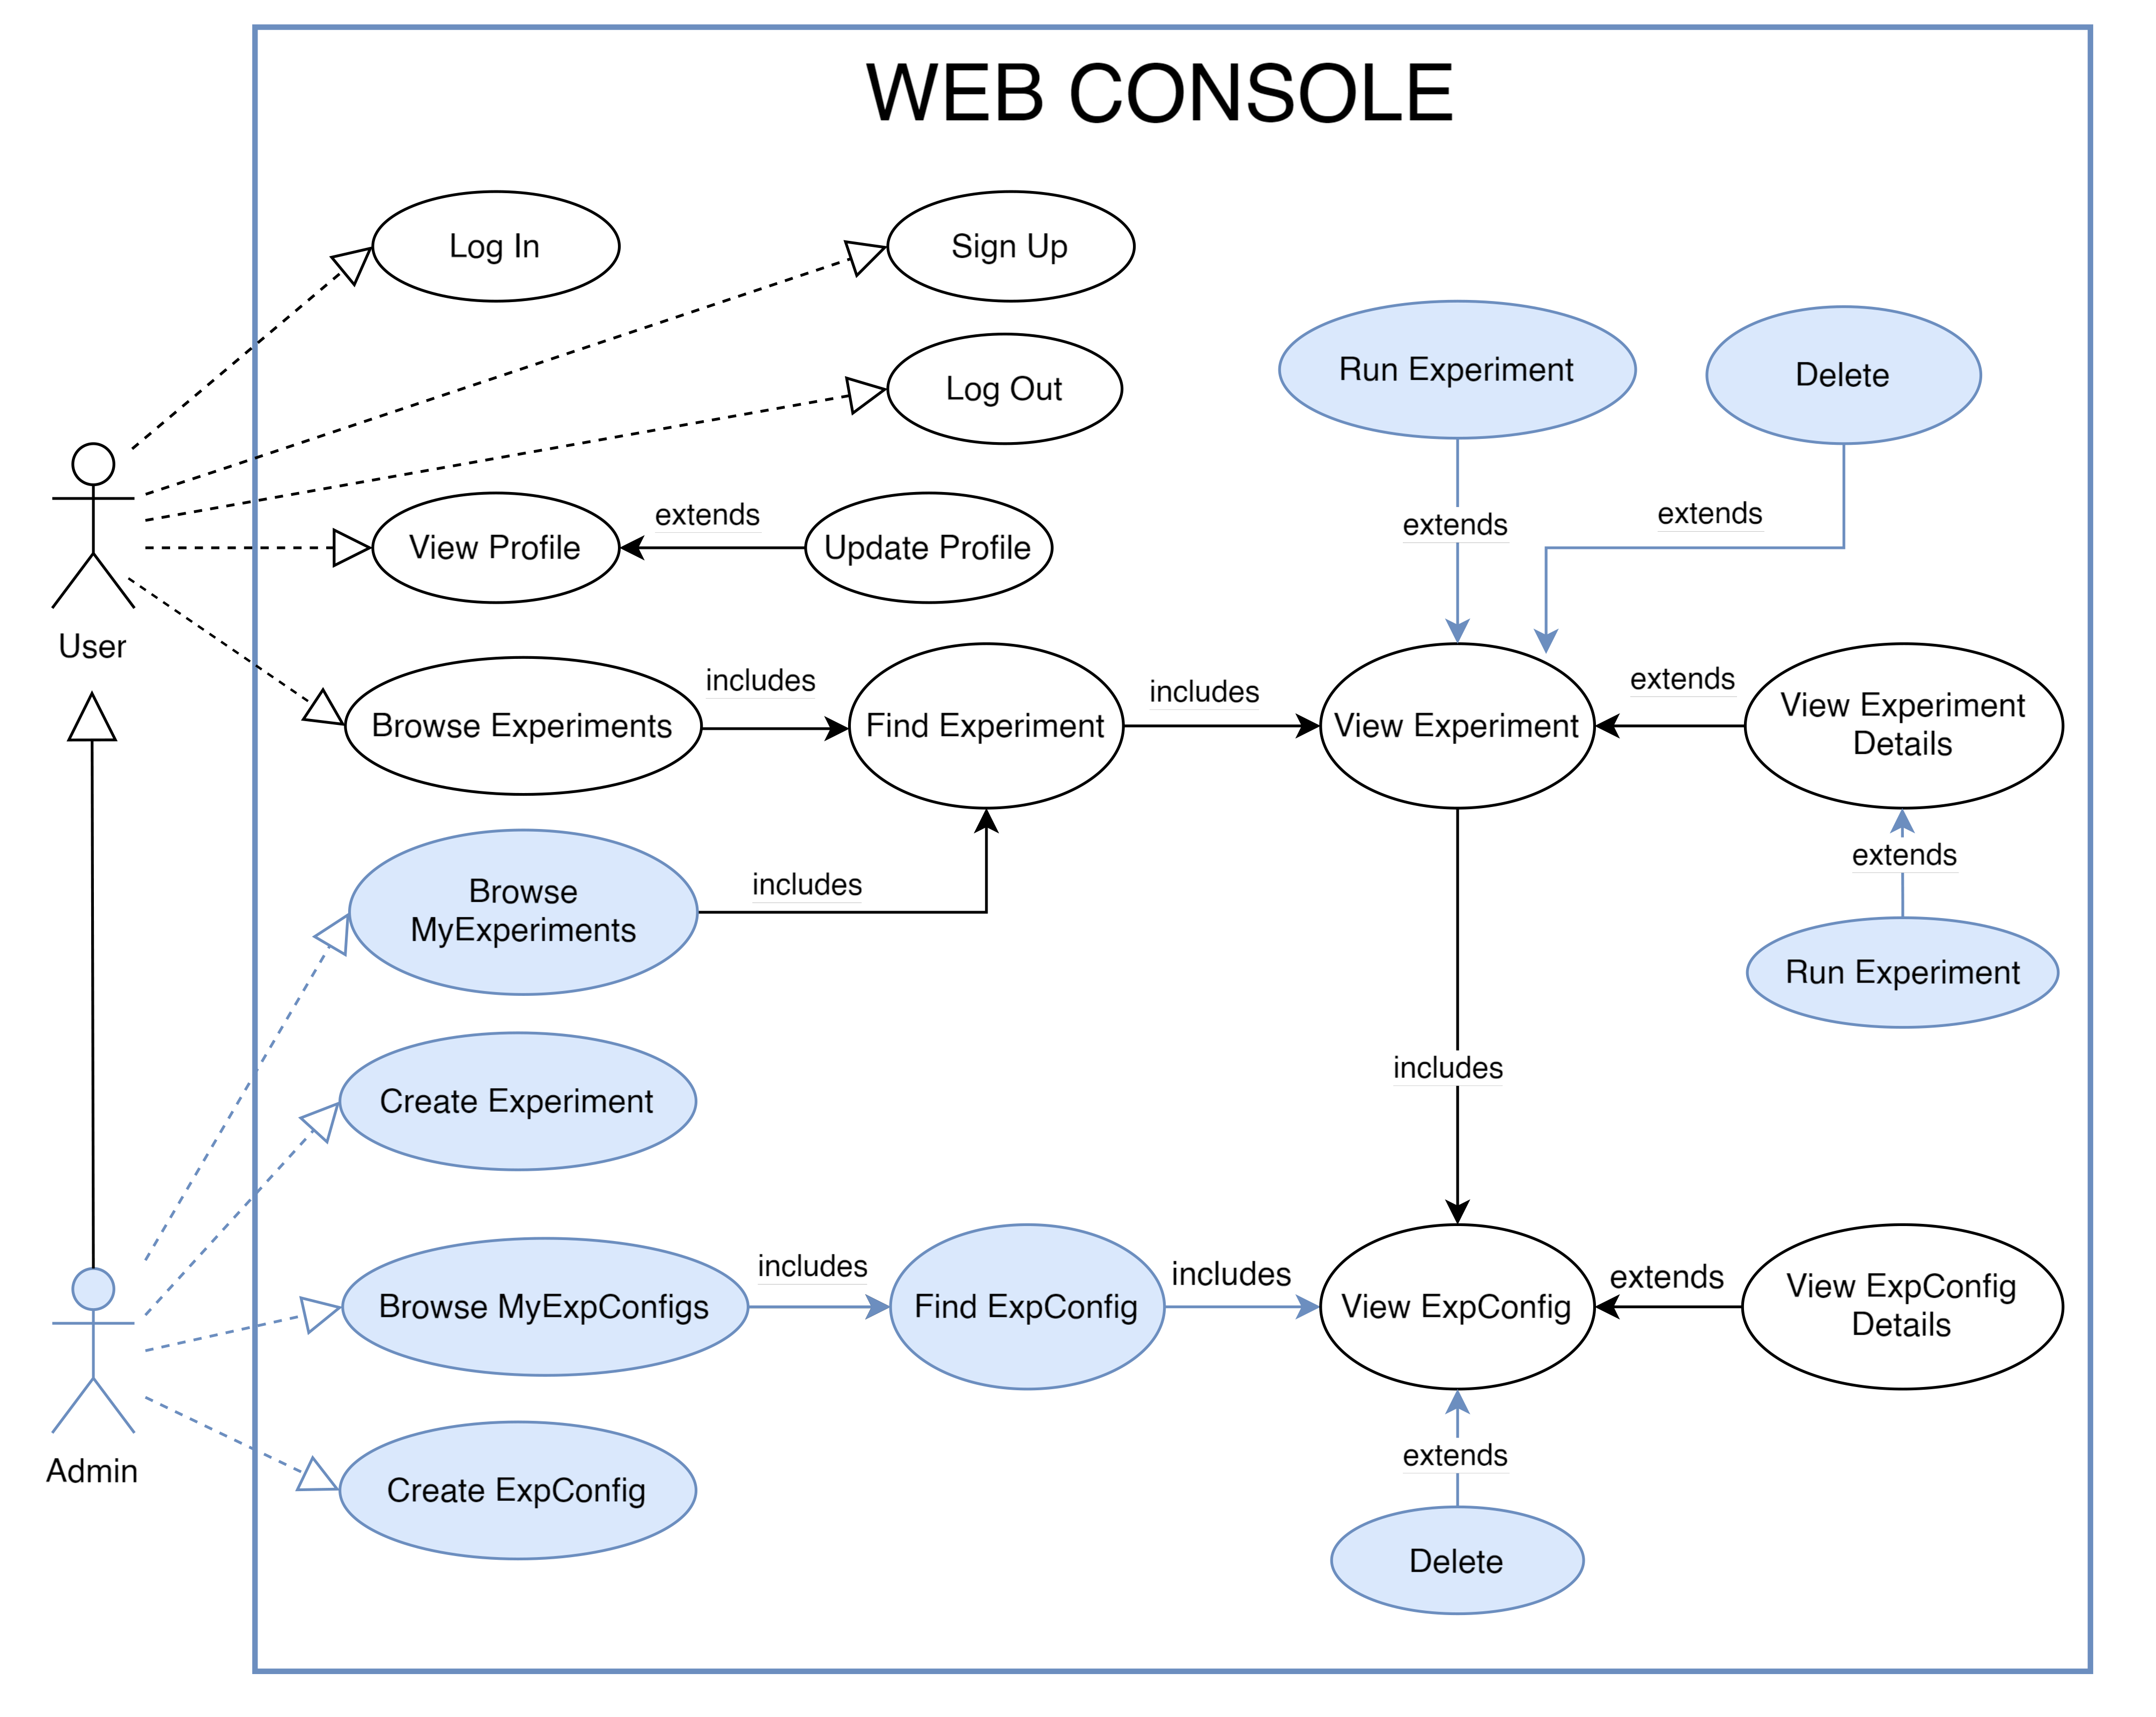 WEB CONSOLE
Log In
Sign Up
Run Experiment
Delete
Log Out
extends
extends
extends
View Profile
Update Profile
User
includes
includes
extends
Browse Experiments
Find Experiment
View Experiment
View Experiment
Details
extends
includes
Browse
MyExperiments
Run Experiment
includes
Create Experiment
includes
includes
extends
Browse MyExpConfigs
Find ExpConfig
View ExpConfig
View ExpConfig
Details
extends
Admin
Create ExpConfig
Delete